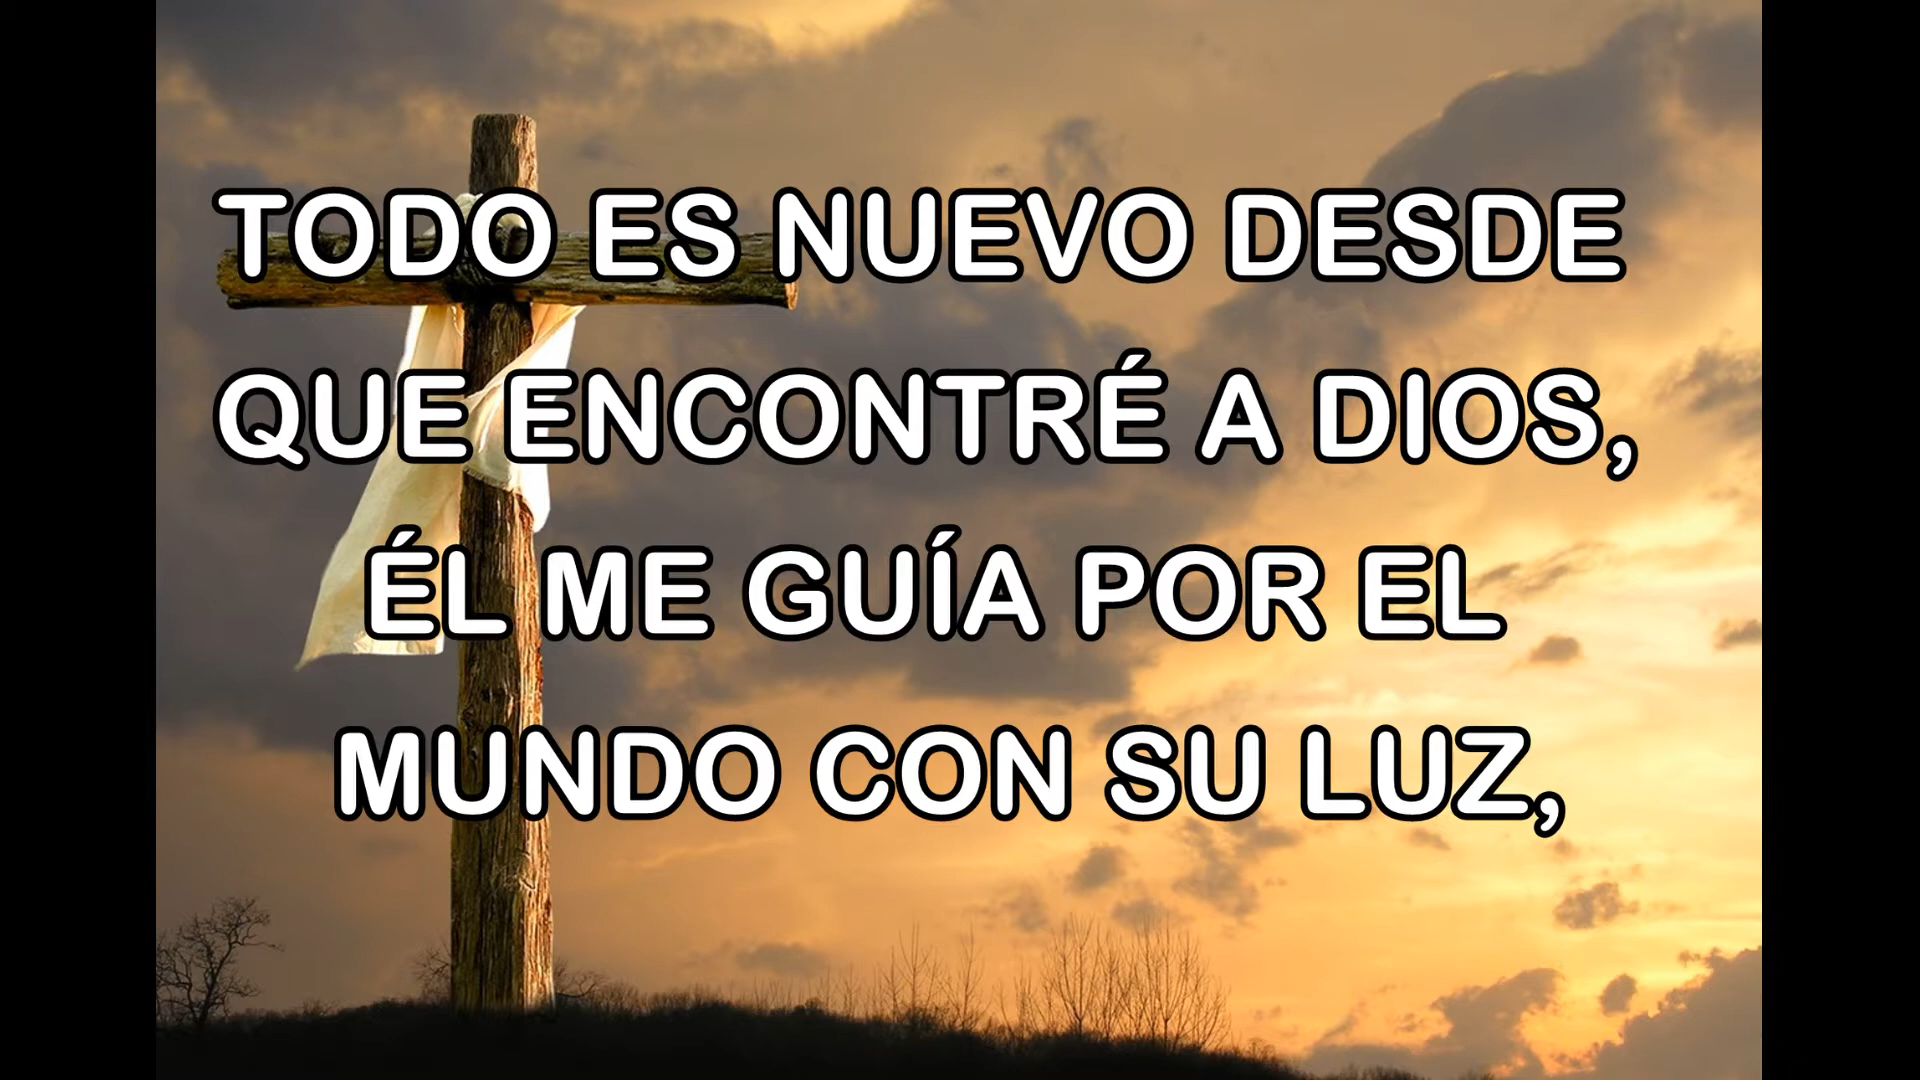 TODO ES NUEVO DESDE
QUE ENCONTRÉ A DIOS,
ÉL ME GUÍA POR EL
MUNDO CON SU LUZ,